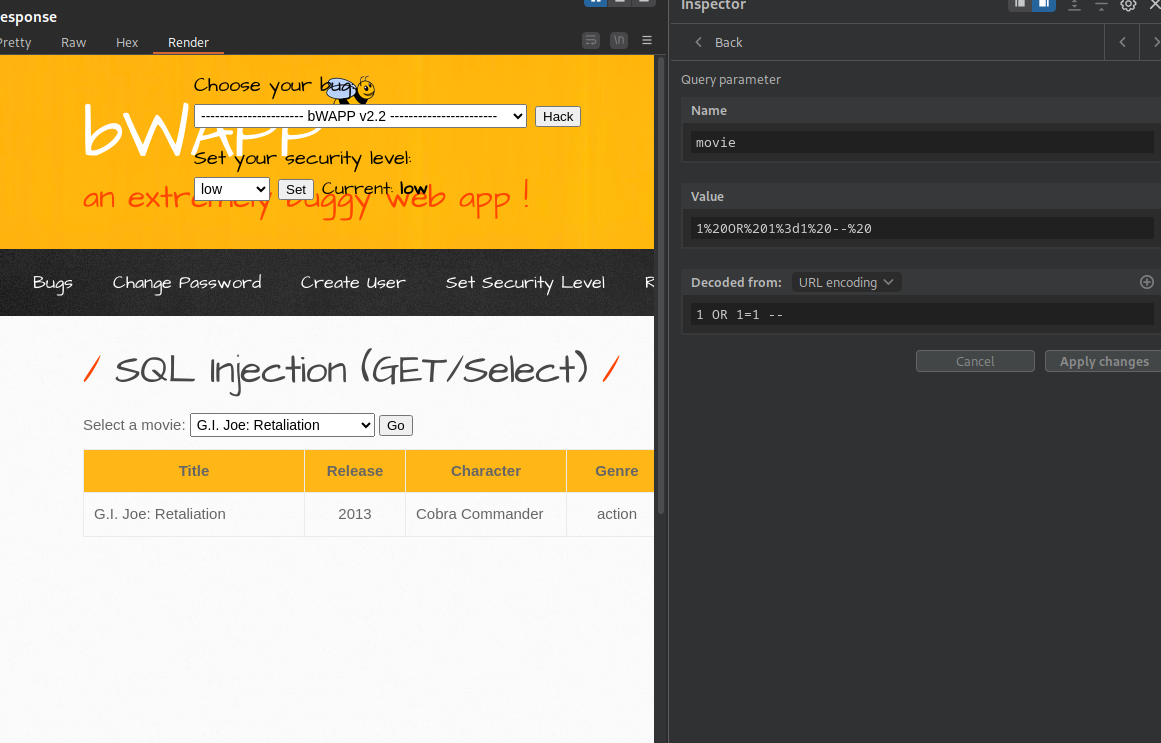 esponse
Pretty
Raw
Hex
Render
\n
Choose your bug:
---------------------- bWAPP v2.2 -----------------------
Hack
bWAPP
Set your security level:
low
Set
Current: low
an extremely buggy web app !
Bugs
Change Password
Create User
Set Security Level
R
/ SQL Injection (GET/Select) /
Select a movie:
G.I. Joe: Retaliation
Go
Title
Release
Character
Genre
G.I. Joe: Retaliation
2013
Cobra Commander
action
Inspector
Back
Query parameter
Name
movie
Value
1%20OR%201%3d1%20--%20
Decoded from:
URL encoding
1 OR 1=1 --
Cancel
Apply changes